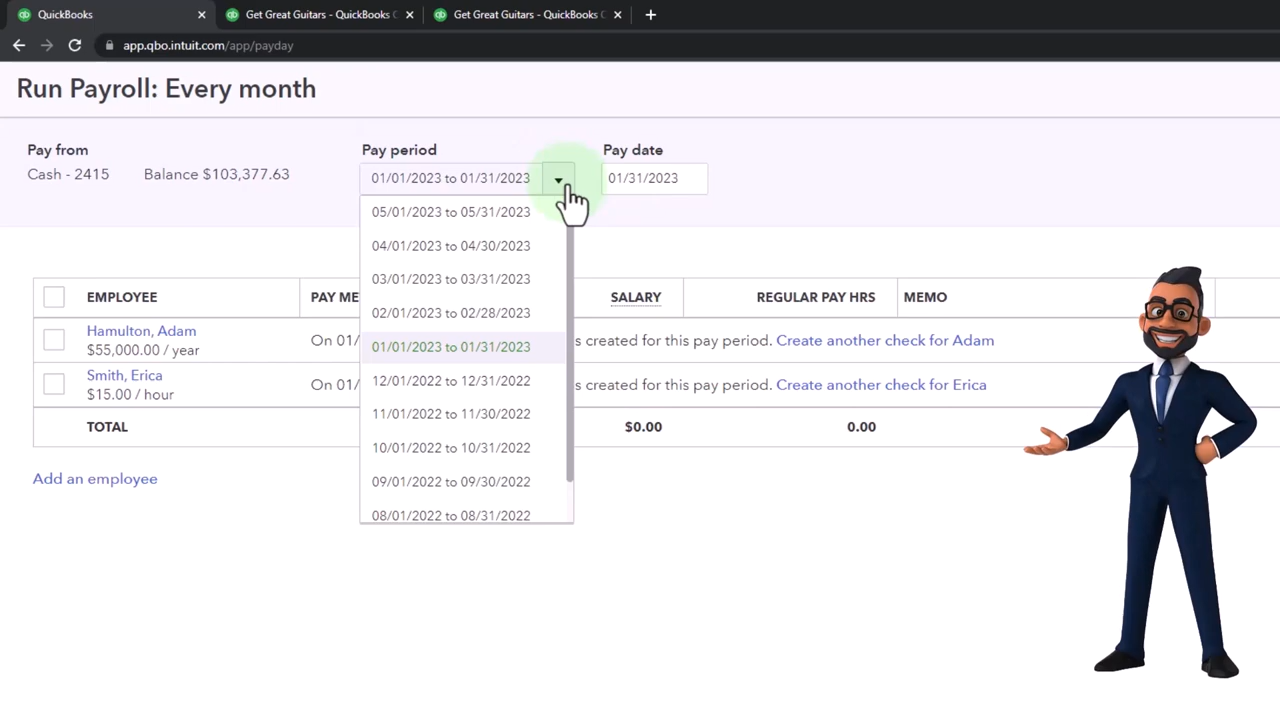 QuickBooks
Get Great Guitars - QuickBooks
Get Great Guitars - QuickBooks
app.qbo.intuit.com/app/payday
Run Payroll: Every month
Pay from
Pay period
Pay date
Cash - 2415
Balance $103,377.63
01/01/2023 to 01/31/2023
01/31/2023
05/01/2023 to 05/31/2023
04/01/2023 to 04/30/2023
03/01/2023 to 03/31/2023
02/01/2023 to 02/28/2023
01/01/2023 to 01/31/2023
12/01/2022 to 12/31/2022
11/01/2022 to 11/30/2022
10/01/2022 to 10/31/2022
09/01/2022 to 09/30/2022
08/01/2022 to 08/31/2022
EMPLOYEE
PAY ME
SALARY
REGULAR PAY HRS
MEMO
Hamulton, Adam
$55,000.00 / year
On 01/
s created for this pay period. Create another check for Adam
Smith, Erica
$15.00 / hour
On 01/
s created for this pay period. Create another check for Erica
TOTAL
$0.00
0.00
Add an employee